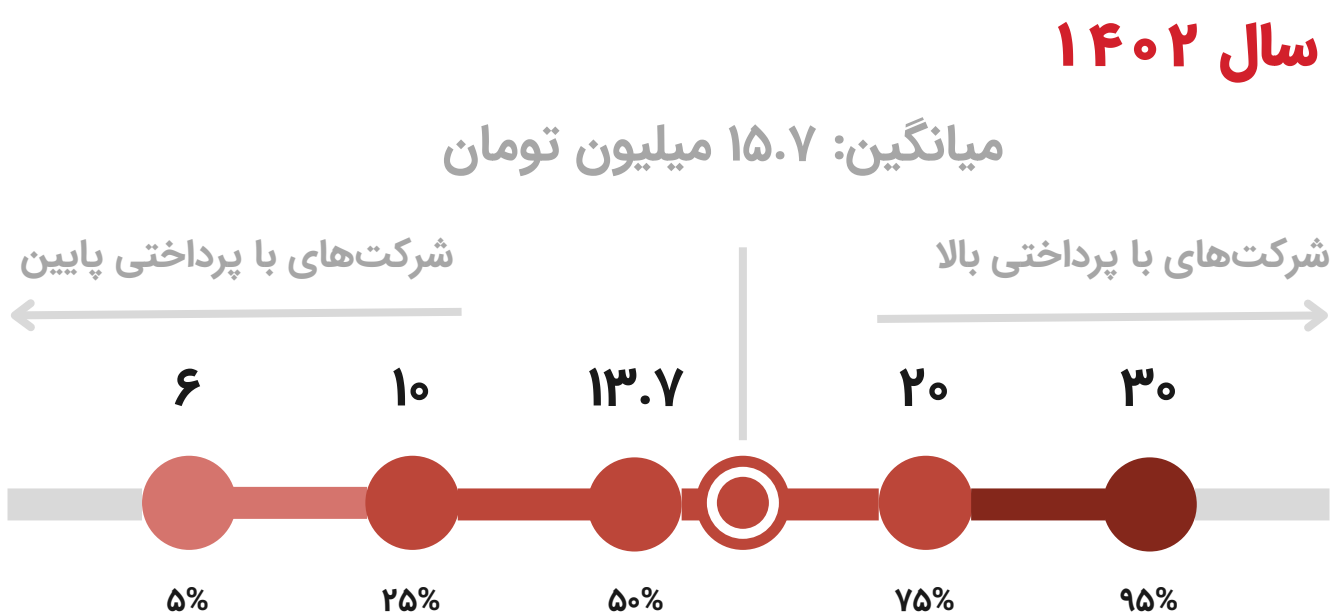 سال ۱۴۰۲
میانگین: ۱۵.۷ میلیون تومان
شرکت‌های با پرداختی بالا
شرکت‌های با پرداختی پایین
۶ ۱۰ ۱۳.۷ ۲۰ ۳۰
۵% ۲۵% ۵۰% ۷۵% ۹۵%